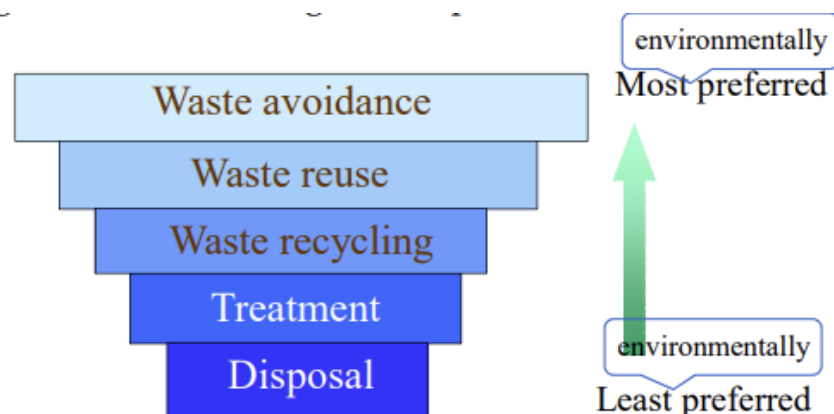 environmentally
Most preferred
Waste avoidance
Waste reuse
Waste recycling
Treatment
Disposal
environmentally
Least preferred